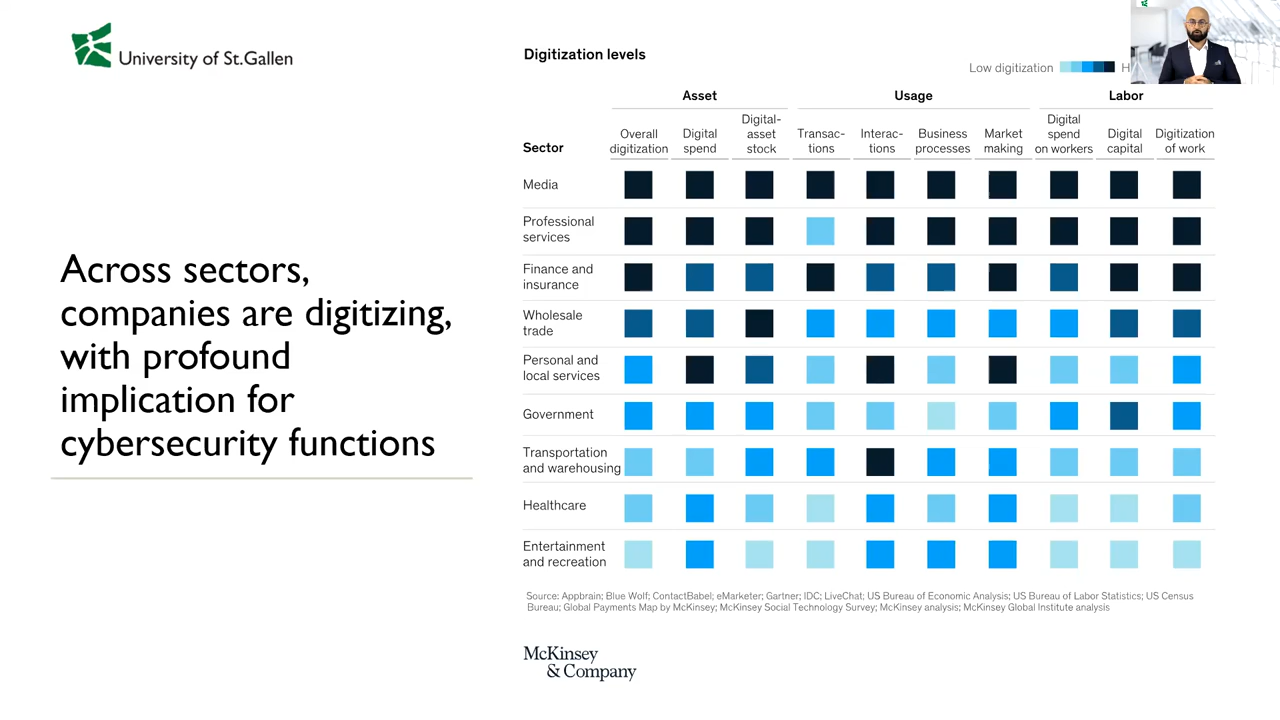 University of St.Gallen
Across sectors,
companies are digitizing,
with profound
implication for
cybersecurity functions
Digitization levels
Low digitization
Asset
Usage
Labor
Sector
Overall
digitization
Digital
spend
Digital-
asset
stock
Transac-
tions
Interac-
tions
Business
processes
Market
making
Digital
spend
on workers
Digital
capital
Digitization
of work
Media
Professional
services
Finance and
insurance
Wholesale
trade
Personal and
local services
Government
Transportation
and warehousing
Healthcare
Entertainment
and recreation
Source: Appbrain; Blue Wolf; ContactBabel; eMarketer; Gartner; IDC; LiveChat; US Bureau of Economic Analysis; US Bureau of Labor Statistics; US Census
Bureau; Global Payments Map by McKinsey; McKinsey Social Technology Survey; McKinsey analysis; McKinsey Global Institute analysis
McKinsey
& Company